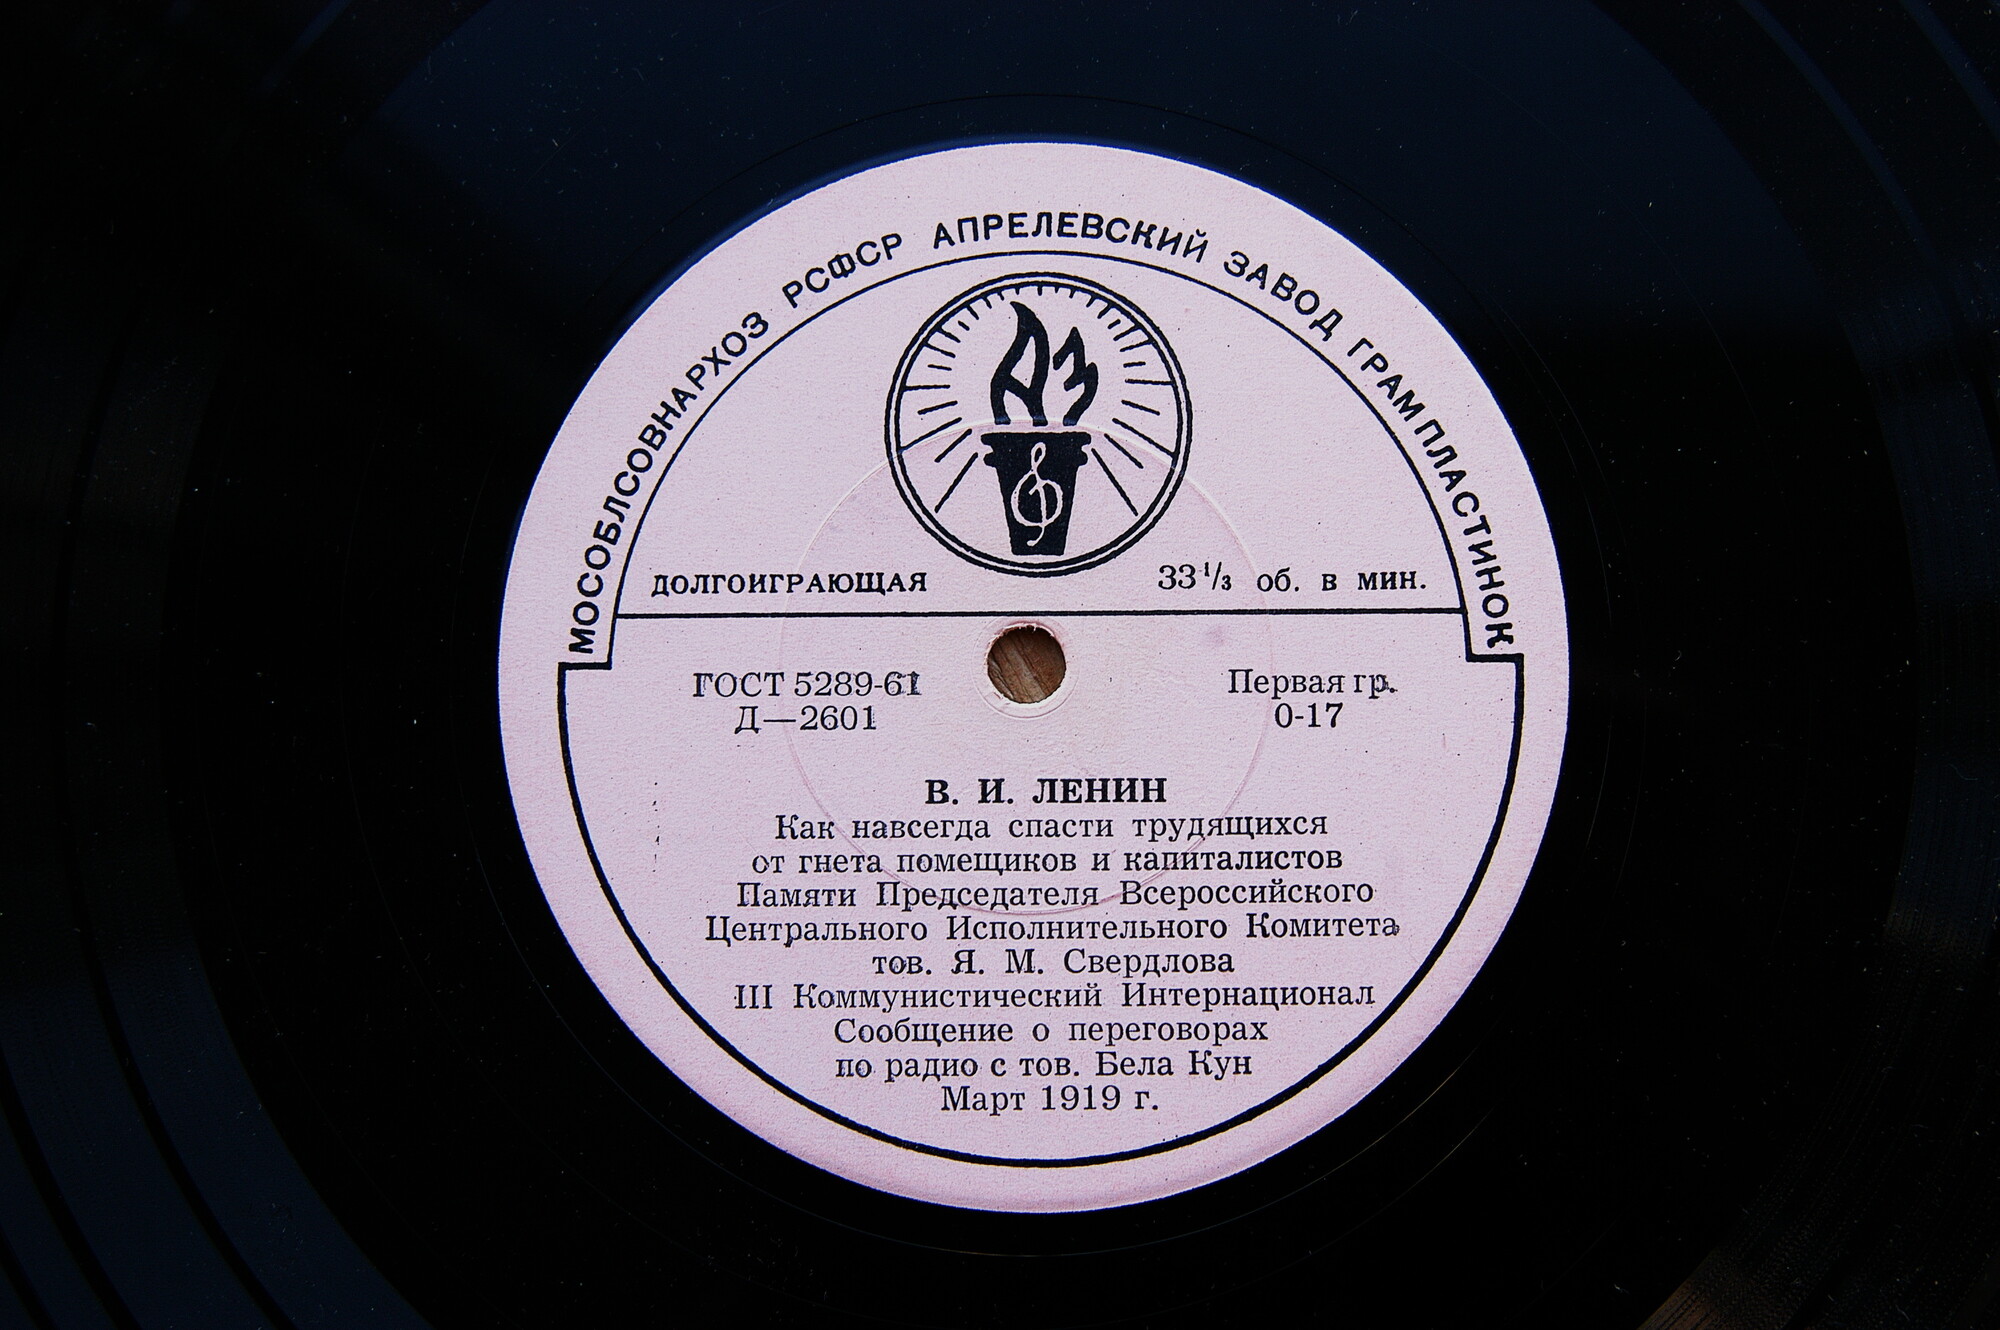 МОСОБЛСОВНАРХОЗ РСФСР АПРЕЛЕВСКИЙ ЗАВОД ГРАМПЛАСТИНОК
АЗ
ДОЛГОИГРАЮЩАЯ 33 1/3 об. в мин.
ГОСТ 5289-61 Первая гр.
Д—2601 0-17
В. И. ЛЕНИН
Как навсегда спасти трудящихся
от гнета помещиков и капиталистов
Памяти Председателя Всероссийского
Центрального Исполнительного Комитета
тов. Я. М. Свердлова
III Коммунистический Интернационал
Сообщение о переговорах
по радио с тов. Бела Кун
Март 1919 г.